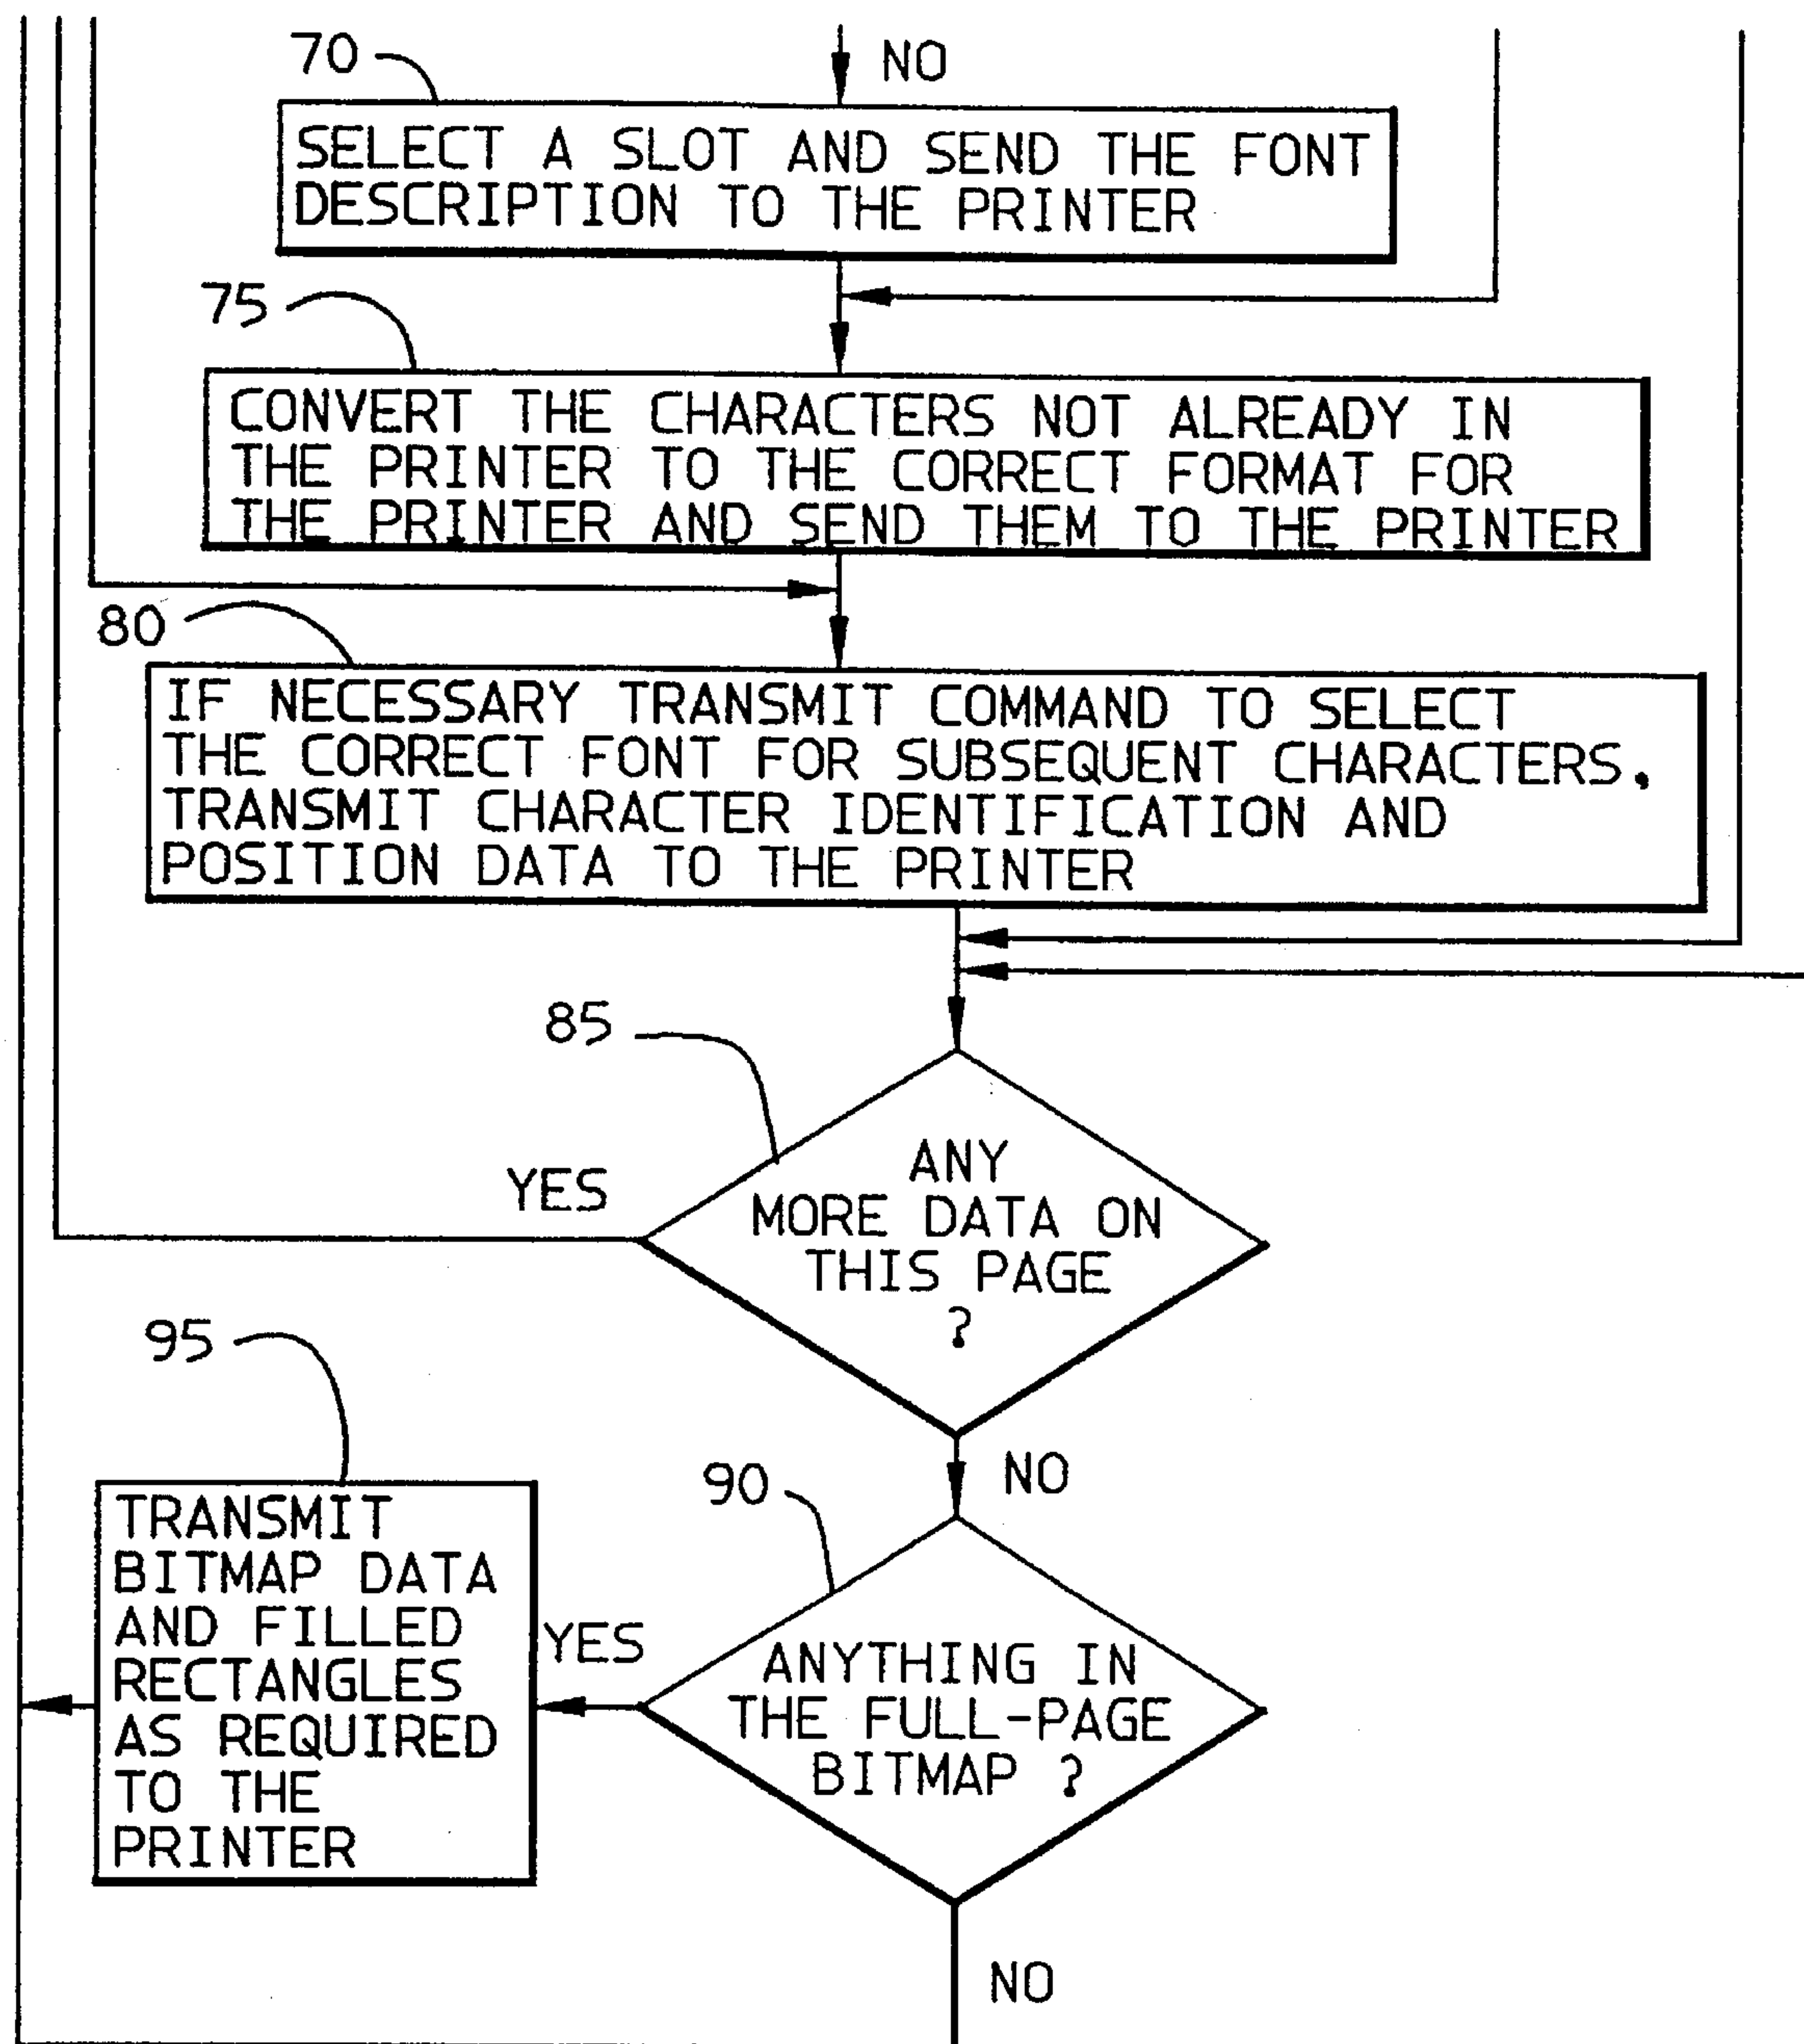 70
NO
SELECT A SLOT AND SEND THE FONT
DESCRIPTION TO THE PRINTER
75
CONVERT THE CHARACTERS NOT ALREADY IN
THE PRINTER TO THE CORRECT FORMAT FOR
THE PRINTER AND SEND THEM TO THE PRINTER
80
IF NECESSARY TRANSMIT COMMAND TO SELECT
THE CORRECT FONT FOR SUBSEQUENT CHARACTERS.
TRANSMIT CHARACTER IDENTIFICATION AND
POSITION DATA TO THE PRINTER
85
YES
ANY
MORE DATA ON
THIS PAGE
?
NO
90
ANYTHING IN
THE FULL-PAGE
BITMAP ?
YES
95
TRANSMIT
BITMAP DATA
AND FILLED
RECTANGLES
AS REQUIRED
TO THE
PRINTER
NO